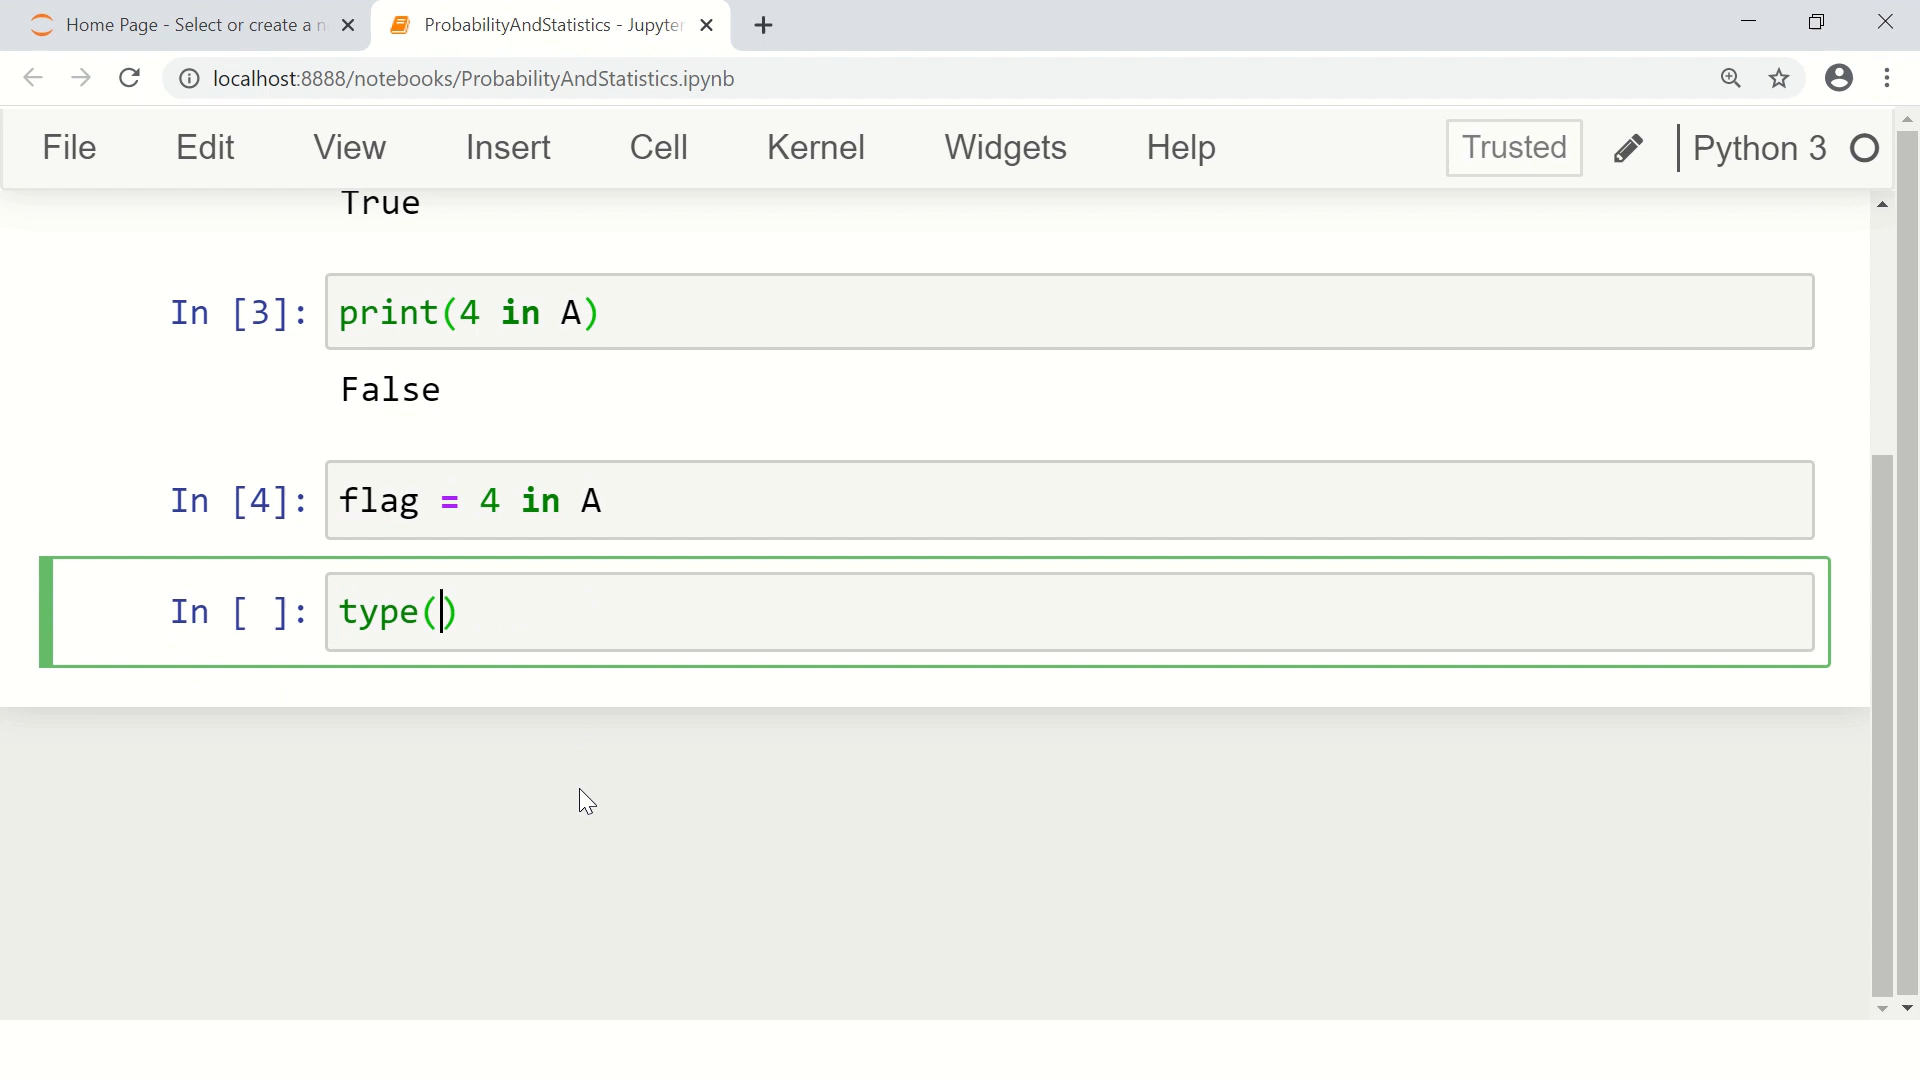 Home Page - Select or create a n
ProbabilityAndStatistics - Jupyter
localhost:8888/notebooks/ProbabilityAndStatistics.ipynb
File Edit View Insert Cell Kernel Widgets Help Trusted Python 3
True
In [3]: print(4 in A)
False
In [4]: flag = 4 in A
In [ ]: type()